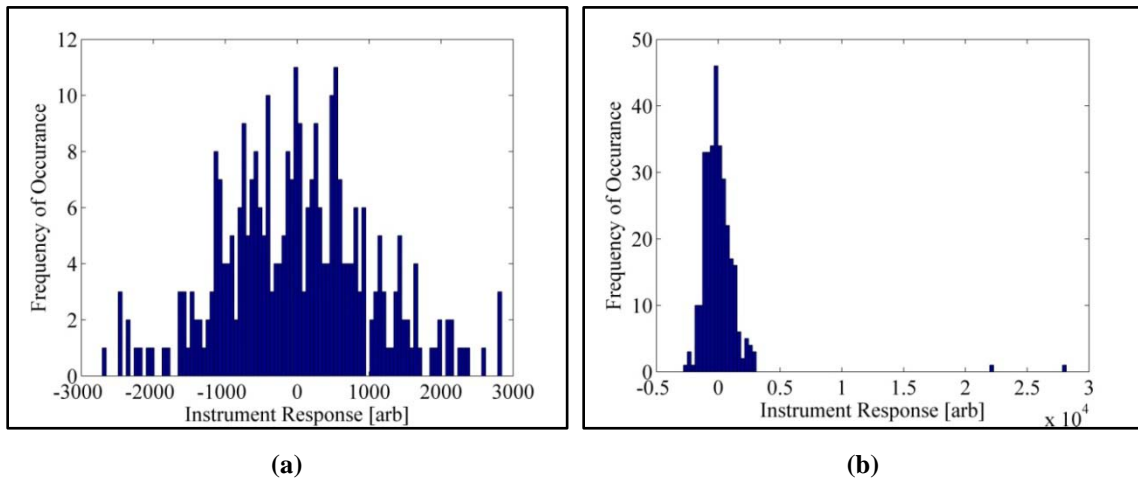 12
10
8
6
4
2
0
-3000 -2000 -1000 0 1000 2000 3000
Frequency of Occurance
Instrument Response [arb]
(a)
50
40
30
20
10
0
-0.5 0 0.5 1 1.5 2 2.5 3
x 10^4
Frequency of Occurance
Instrument Response [arb]
(b)